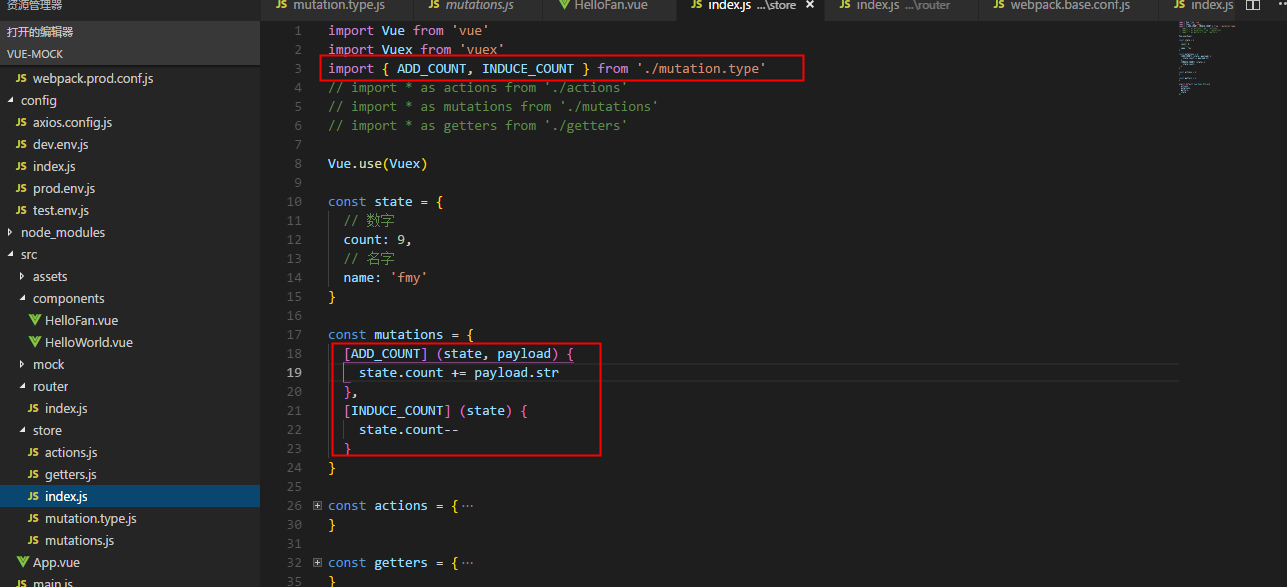 资源管理器
打开的编辑器
VUE-MOCK
JS webpack.prod.conf.js
config
JS axios.config.js
JS dev.env.js
JS index.js
JS prod.env.js
JS test.env.js
node_modules
src
assets
components
HelloFan.vue
HelloWorld.vue
mock
router
JS index.js
store
JS actions.js
JS getters.js
JS index.js
JS mutation.type.js
JS mutations.js
App.vue
JS main.js
JS mutation.type.js JS mutations.js HelloFan.vue JS index.js ...\store × JS index.js ...\router JS webpack.base.conf.js JS index.js
1 import Vue from 'vue'
2 import Vuex from 'vuex'
3 import { ADD_COUNT, INDUCE_COUNT } from './mutation.type'
4 // import * as actions from './actions'
5 // import * as mutations from './mutations'
6 // import * as getters from './getters'
7
8 Vue.use(Vuex)
9
10 const state = {
11 // 数字
12 count: 9,
13 // 名字
14 name: 'fmy'
15 }
16
17 const mutations = {
18 [ADD_COUNT] (state, payload) {
19 state.count += payload.str
20 },
21 [INDUCE_COUNT] (state) {
22 state.count--
23 }
24 }
25
26 const actions = {···
30 }
31
32 const getters = {···
35 }